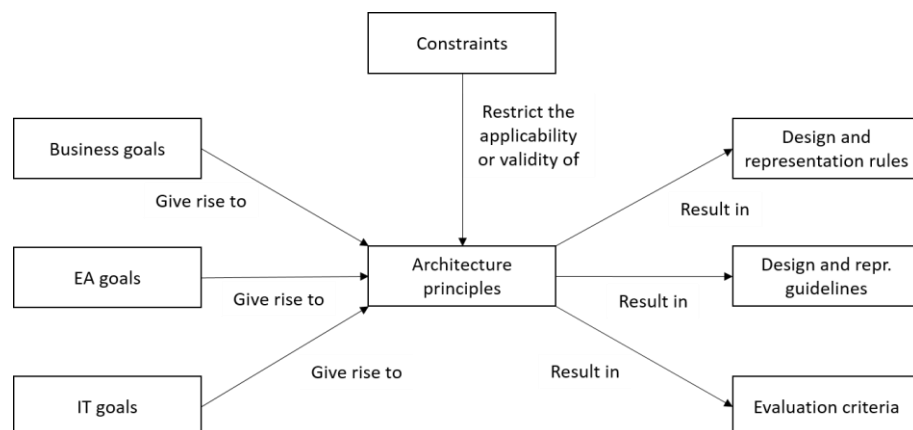 Constraints
Restrict the
applicability
or validity of
Business goals
Design and
representation rules
Give rise to
Result in
EA goals
Architecture
principles
Design and repr.
guidelines
Give rise to
Result in
Give rise to
Result in
IT goals
Evaluation criteria